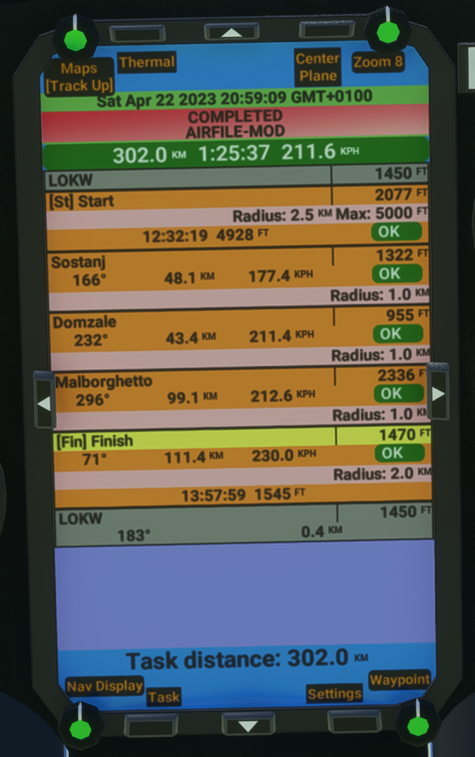 Maps
[Track Up]
Thermal
Center
Plane
Zoom 8
Sat Apr 22 2023 20:59:09 GMT+0100
COMPLETED
AIRFILE-MOD
302.0 KM 1:25:37 211.6 KPH
LOKW 1450 FT
[St] Start 2077 FT
Radius: 2.5 KM Max: 5000 FT
12:32:19 4928 FT OK
Sostanj 1322 FT
166° 48.1 KM 177.4 KPH OK
Radius: 1.0 KM
Domzale 955 FT
232° 43.4 KM 211.4 KPH OK
Radius: 1.0 KM
Malborghetto 2336 FT
296° 99.1 KM 212.6 KPH OK
Radius: 1.0 KM
[Fin] Finish 1470 FT
71° 111.4 KM 230.0 KPH OK
Radius: 2.0 KM
13:57:59 1545 FT
LOKW 1450 FT
183° 0.4 KM
Task distance: 302.0 KM
Nav Display
Task
Settings
Waypoint